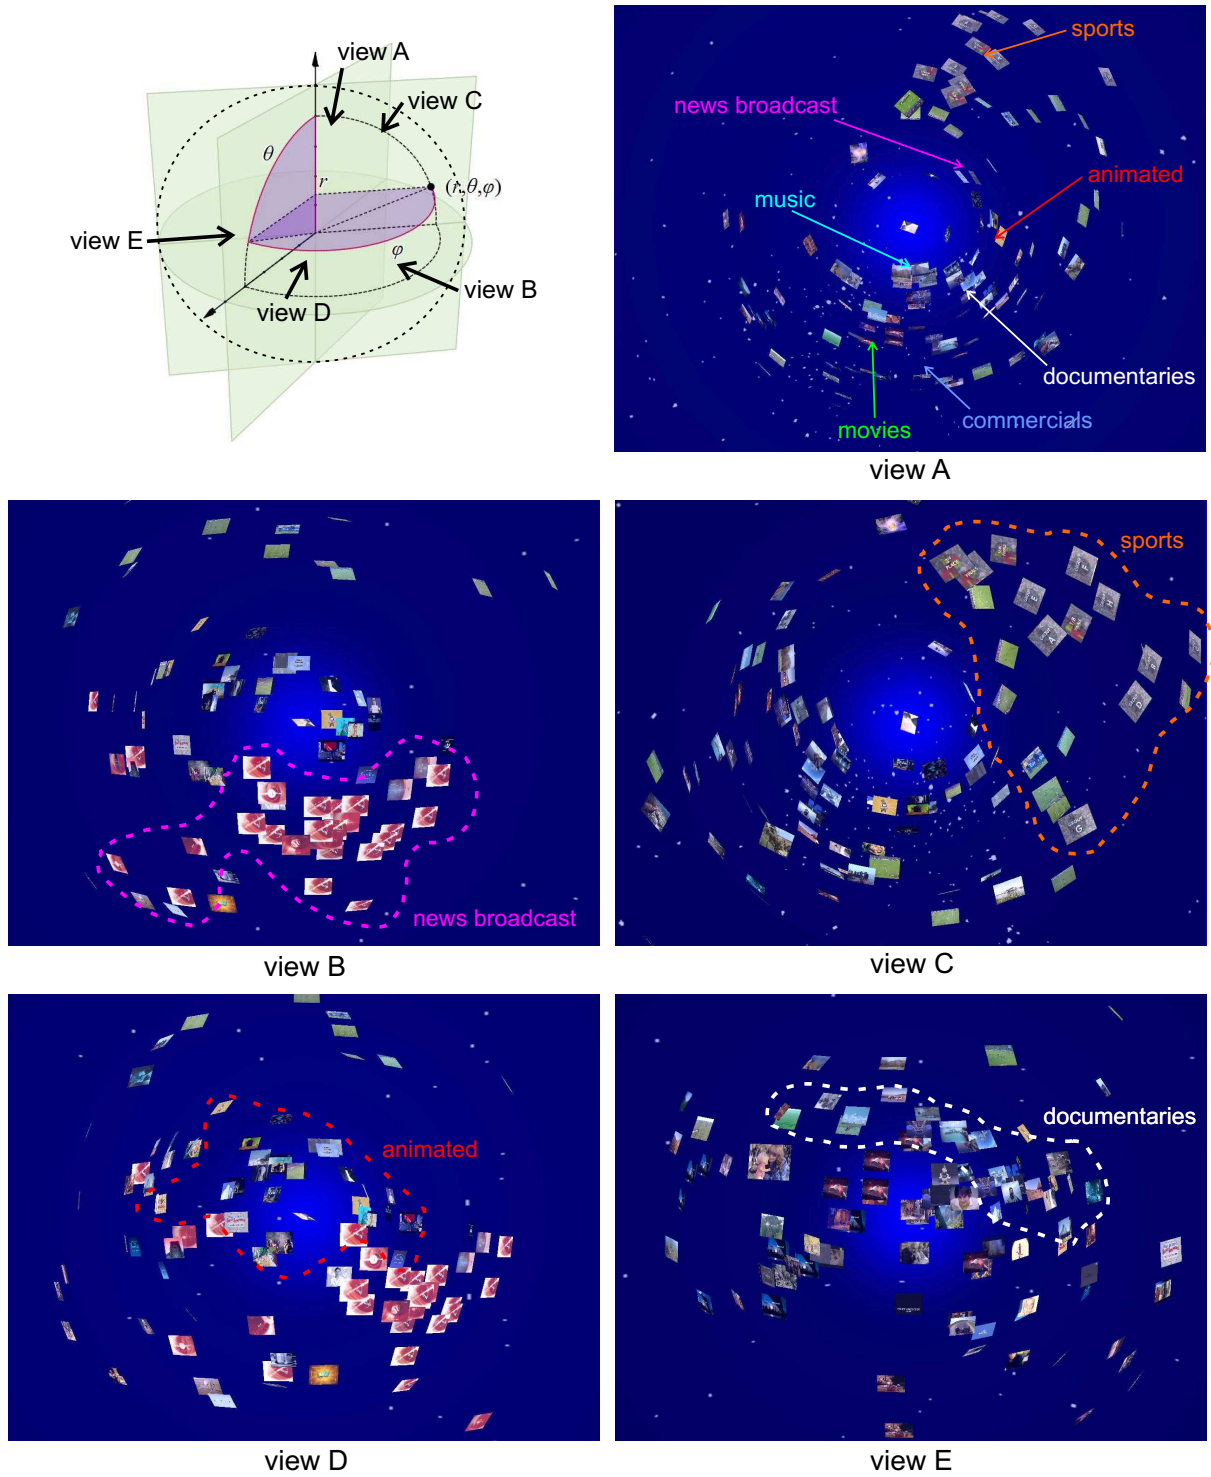 view A
view C
θ
r
(r,θ,φ)
view E
φ
view B
view D
sports
news broadcast
animated
music
documentaries
commercials
movies
view A
news broadcast
view B
sports
view C
animated
view D
documentaries
view E